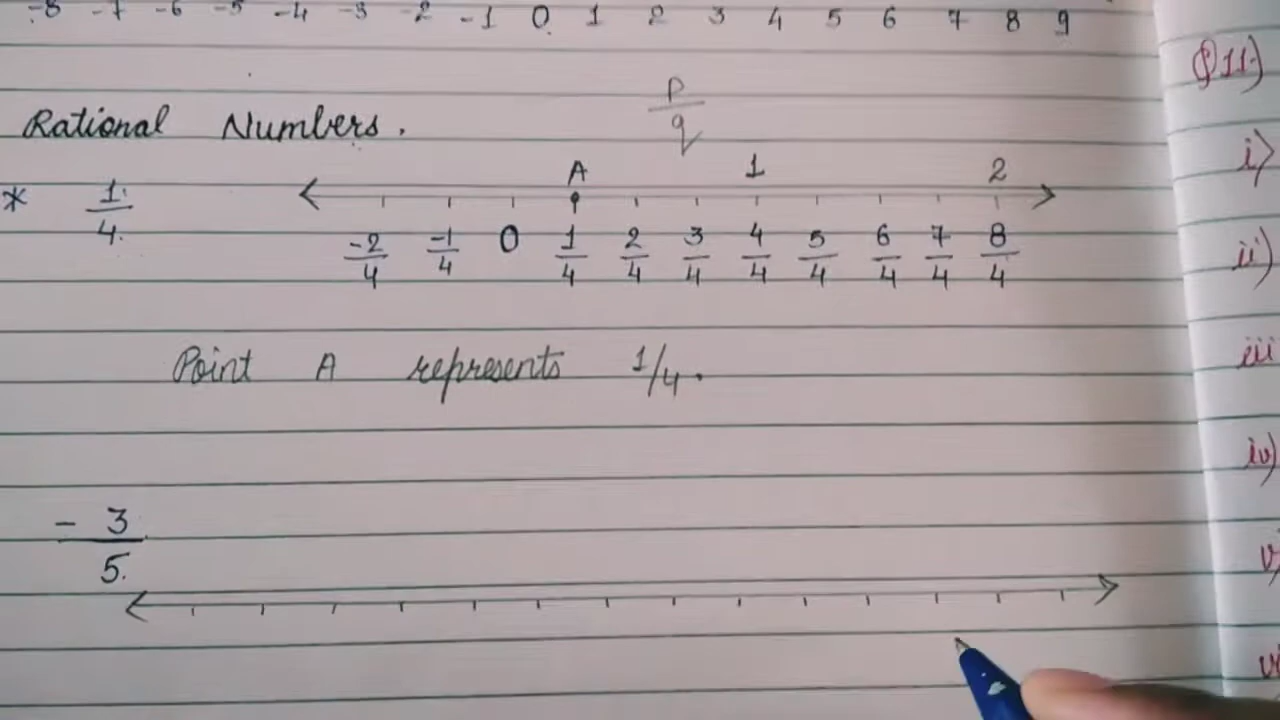 -8 -7 -6 -5 -4 -3 -2 -1 0 1 2 3 4 5 6 7 8 9
Rational Numbers.
p/q
* 1/4
A 1 2
-2/4 -1/4 0 1/4 2/4 3/4 4/4 5/4 6/4 7/4 8/4
Point A represents 1/4.
- 3/5
Q11)
i)
ii)
iii
iv)
v)